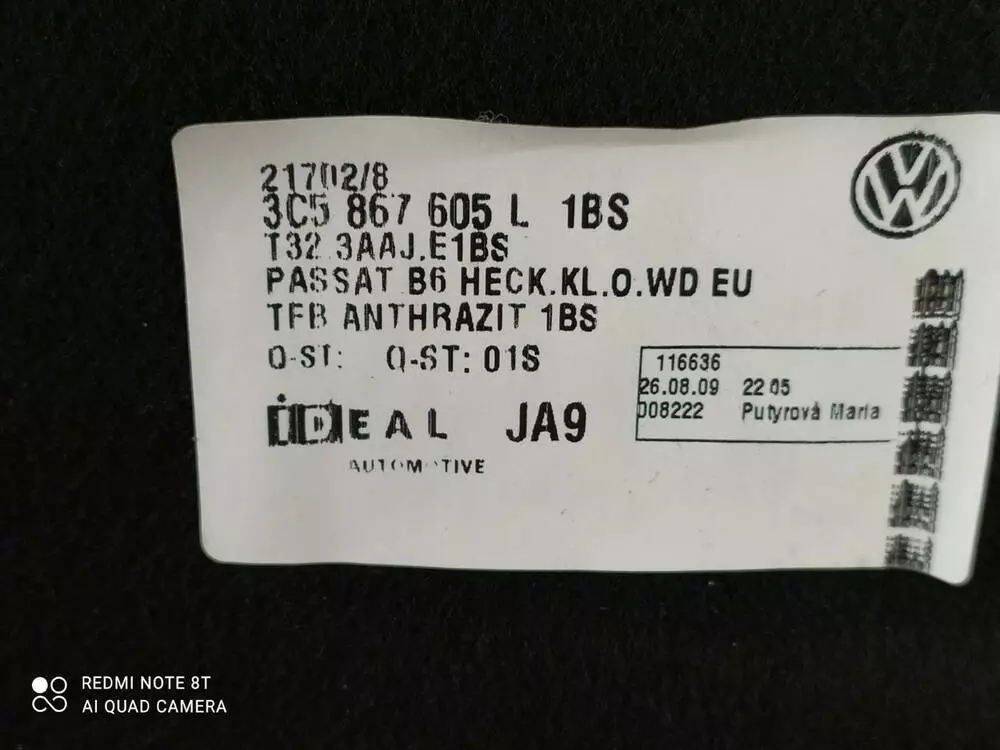 21702/8
3C5 867 605 L 1BS
T32.3AAJ.E1BS
PASSAT B6 HECK.KL.O.WD EU
TFB ANTHRAZIT 1BS
Q-ST: Q-ST: 01S
iDEAL JA9
AUTOMOTIVE
116636
26.08.09 22:05
008222 Putyrová Maria
VW
REDMI NOTE 8T
AI QUAD CAMERA